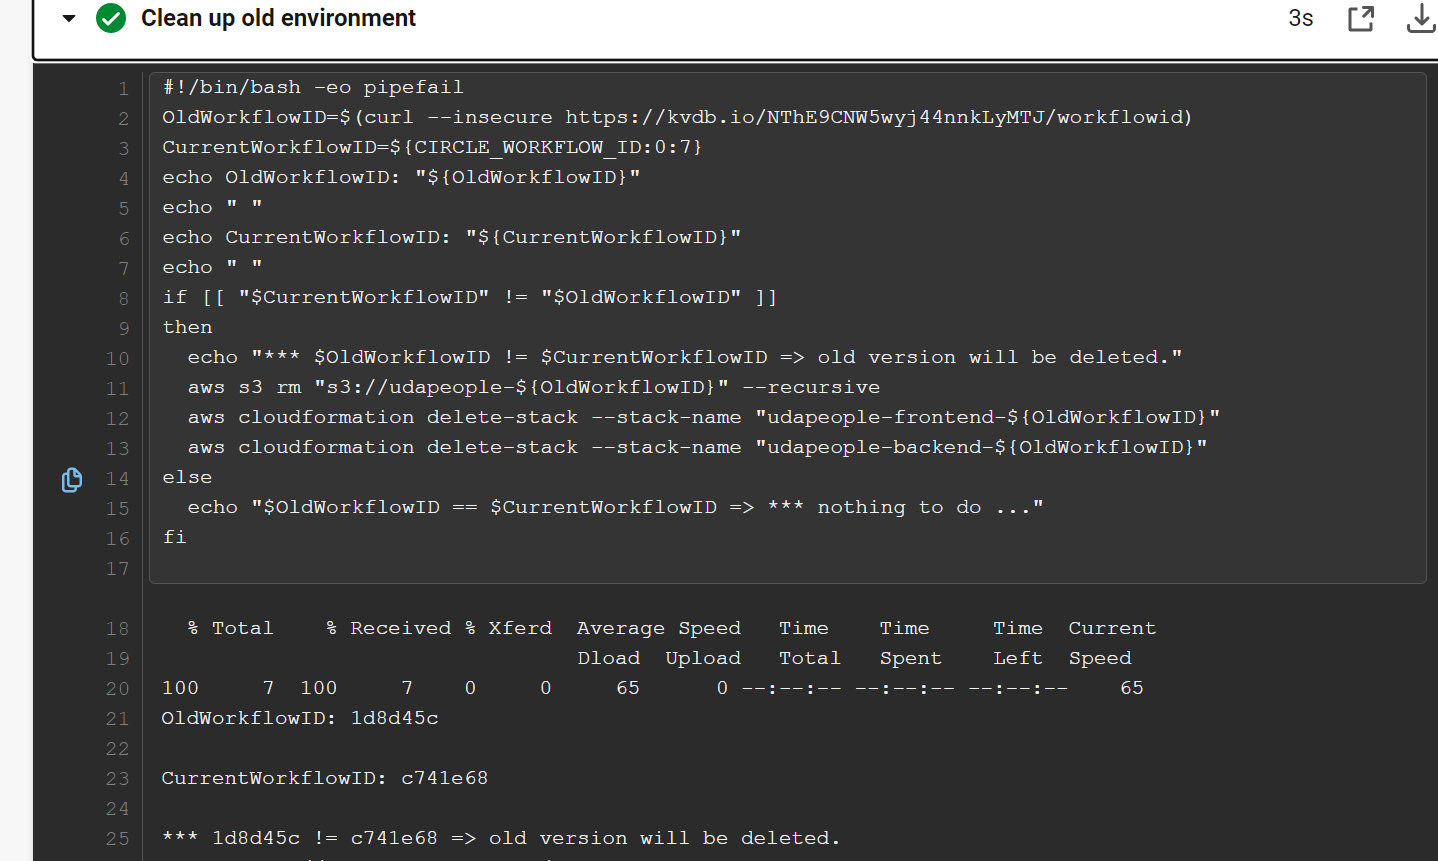 Clean up old environment 3s
1 #!/bin/bash -eo pipefail
2 OldWorkflowID=$(curl --insecure https://kvdb.io/NThE9CNW5wyj44nnkLyMTJ/workflowid)
3 CurrentWorkflowID=${CIRCLE_WORKFLOW_ID:0:7}
4 echo OldWorkflowID: "${OldWorkflowID}"
5 echo " "
6 echo CurrentWorkflowID: "${CurrentWorkflowID}"
7 echo " "
8 if [[ "$CurrentWorkflowID" != "$OldWorkflowID" ]]
9 then
10   echo "*** $OldWorkflowID != $CurrentWorkflowID => old version will be deleted."
11   aws s3 rm "s3://udapeople-${OldWorkflowID}" --recursive
12   aws cloudformation delete-stack --stack-name "udapeople-frontend-${OldWorkflowID}"
13   aws cloudformation delete-stack --stack-name "udapeople-backend-${OldWorkflowID}"
14 else
15   echo "$OldWorkflowID == $CurrentWorkflowID => *** nothing to do ..."
16 fi
17
18   % Total    % Received % Xferd  Average Speed   Time    Time     Time  Current
19                                  Dload  Upload   Total   Spent    Left  Speed
20 100     7  100     7    0     0     65      0 --:--:-- --:--:-- --:--:--    65
21 OldWorkflowID: 1d8d45c
22
23 CurrentWorkflowID: c741e68
24
25 *** 1d8d45c != c741e68 => old version will be deleted.